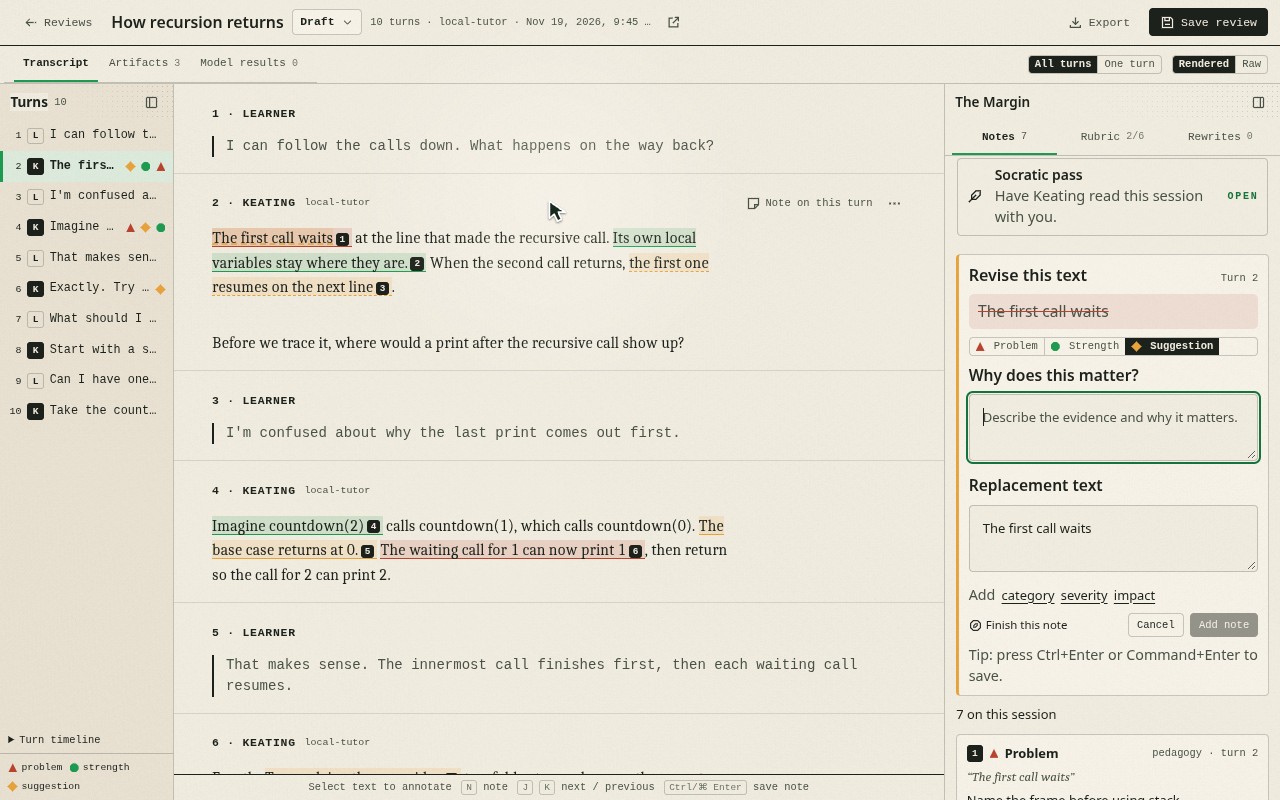 Reviews
How recursion returns
Draft
10 turns · local-tutor · Nov 19, 2026, 9:45 …
Export
Save review
Transcript
Artifacts 3
Model results 0
All turns
One turn
Rendered
Raw
Turns 10
1 L I can follow t…
2 K The firs…
3 L I'm confused a…
4 K Imagine …
5 L That makes sen…
6 K Exactly. Try …
7 L What should I …
8 K Start with a s…
9 L Can I have one…
10 K Take the count…
Turn timeline
problem
strength
suggestion
1 · LEARNER
I can follow the calls down. What happens on the way back?
2 · KEATING local-tutor
Note on this turn
The first call waits 1 at the line that made the recursive call. Its own local
variables stay where they are. 2 When the second call returns, the first one
resumes on the next line 3 .
Before we trace it, where would a print after the recursive call show up?
3 · LEARNER
I'm confused about why the last print comes out first.
4 · KEATING local-tutor
Imagine countdown(2) 4 calls countdown(1), which calls countdown(0). The
base case returns at 0. 5 The waiting call for 1 can now print 1 6 , then return
so the call for 2 can print 2.
5 · LEARNER
That makes sense. The innermost call finishes first, then each waiting call
resumes.
6 · KEATING local-tutor
Select text to annotate N note J K next / previous Ctrl/⌘ Enter save note
The Margin
Notes 7
Rubric 2/6
Rewrites 0
Socratic pass
Have Keating read this session
with you.
OPEN
Revise this text
Turn 2
The first call waits
Problem
Strength
Suggestion
Why does this matter?
Describe the evidence and why it matters.
Replacement text
The first call waits
Add category severity impact
Finish this note
Cancel
Add note
Tip: press Ctrl+Enter or Command+Enter to
save.
7 on this session
1 Problem
pedagogy · turn 2
“The first call waits”
Name the frame before using stack